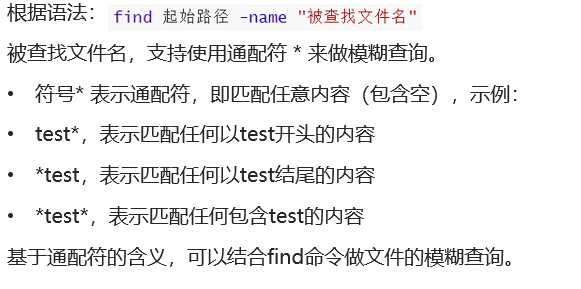 根据语法：find 起始路径 -name "被查找文件名"
被查找文件名，支持使用通配符 * 来做模糊查询。
• 符号* 表示通配符，即匹配任意内容（包含空），示例：
• test*，表示匹配任何以test开头的内容
• *test，表示匹配任何以test结尾的内容
• *test*，表示匹配任何包含test的内容
基于通配符的含义，可以结合find命令做文件的模糊查询。